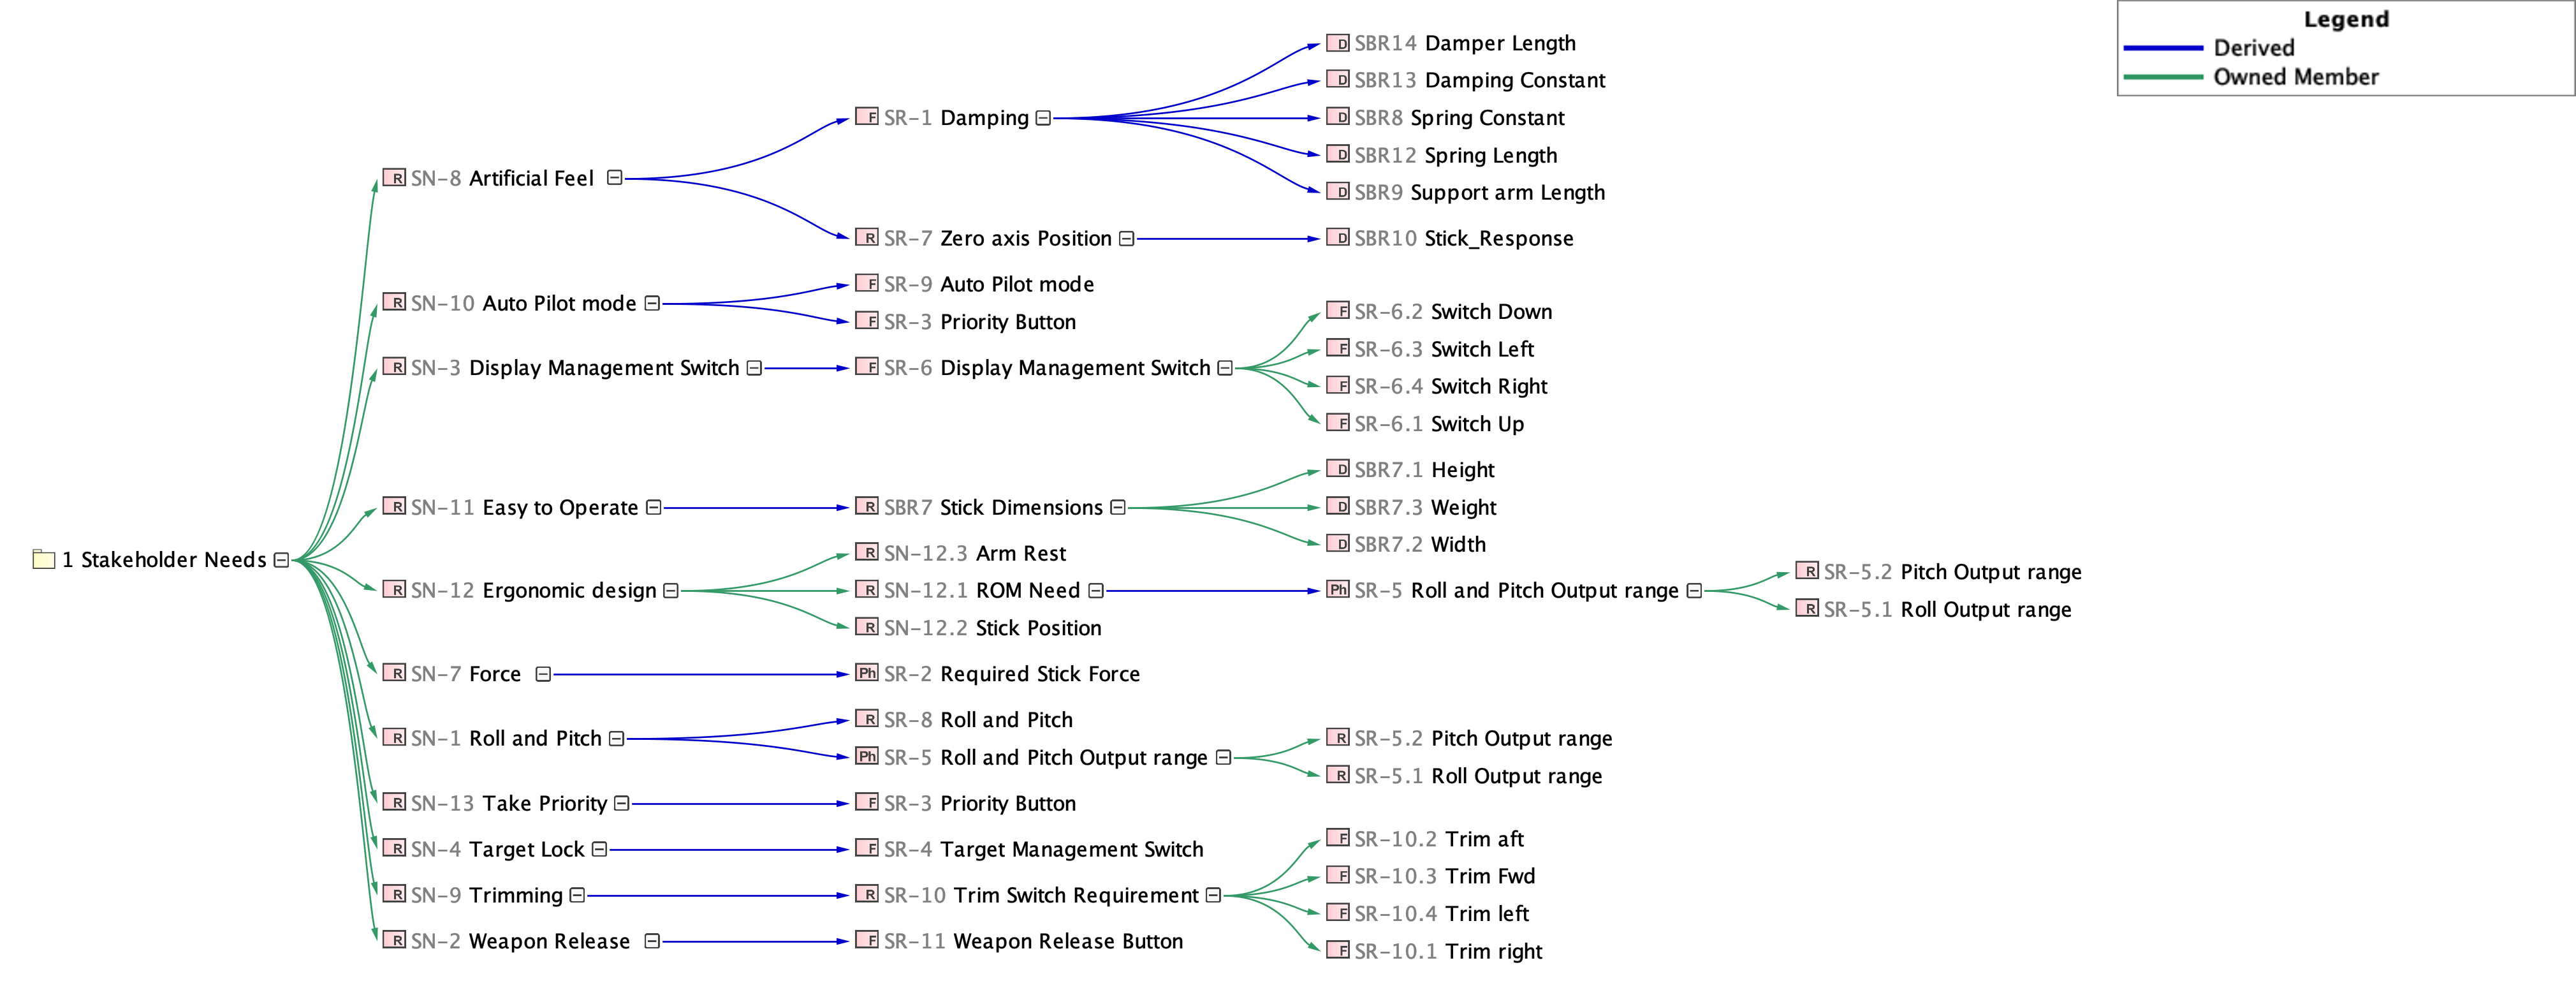 Legend
Derived
Owned Member
D SBR14 Damper Length
D SBR13 Damping Constant
F SR-1 Damping
D SBR8 Spring Constant
D SBR12 Spring Length
R SN-8 Artificial Feel
D SBR9 Support arm Length
R SR-7 Zero axis Position
D SBR10 Stick_Response
F SR-9 Auto Pilot mode
R SN-10 Auto Pilot mode
F SR-3 Priority Button
F SR-6.2 Switch Down
F SR-6.3 Switch Left
R SN-3 Display Management Switch
F SR-6 Display Management Switch
F SR-6.4 Switch Right
F SR-6.1 Switch Up
D SBR7.1 Height
R SN-11 Easy to Operate
R SBR7 Stick Dimensions
D SBR7.3 Weight
D SBR7.2 Width
1 Stakeholder Needs
R SN-12.3 Arm Rest
R SN-12 Ergonomic design
R SN-12.1 ROM Need
Ph SR-5 Roll and Pitch Output range
R SR-5.2 Pitch Output range
R SR-5.1 Roll Output range
R SN-12.2 Stick Position
R SN-7 Force
Ph SR-2 Required Stick Force
R SR-8 Roll and Pitch
R SN-1 Roll and Pitch
Ph SR-5 Roll and Pitch Output range
R SR-5.2 Pitch Output range
R SR-5.1 Roll Output range
R SN-13 Take Priority
F SR-3 Priority Button
R SN-4 Target Lock
F SR-4 Target Management Switch
F SR-10.2 Trim aft
F SR-10.3 Trim Fwd
R SN-9 Trimming
R SR-10 Trim Switch Requirement
F SR-10.4 Trim left
F SR-10.1 Trim right
R SN-2 Weapon Release
F SR-11 Weapon Release Button